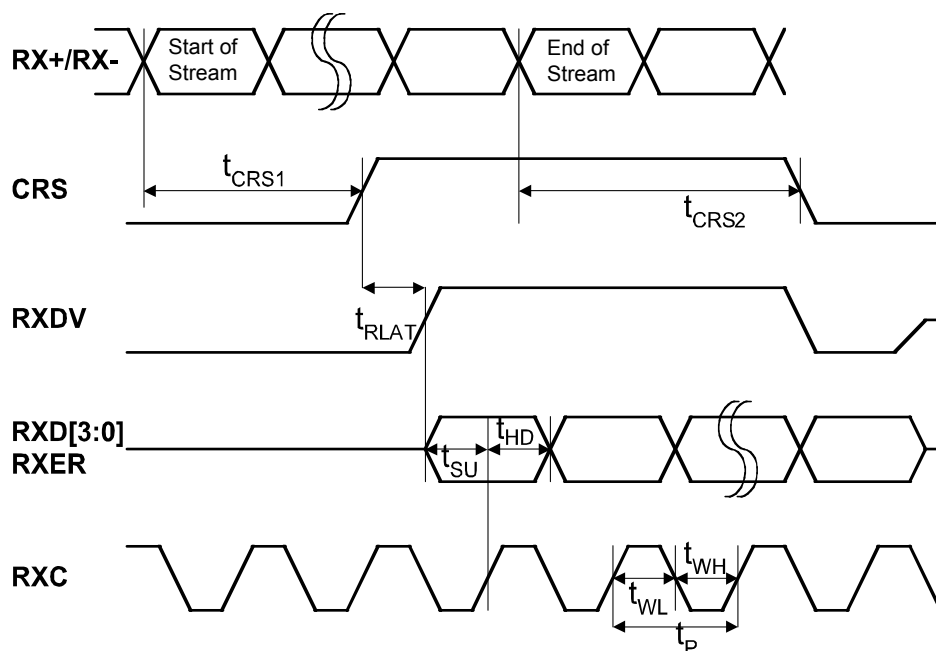 RX+/RX-
Start of
Stream
End of
Stream
CRS
tCRS1
tCRS2
RXDV
tRLAT
RXD[3:0]
RXER
tSU
tHD
RXC
tWL
tWH
tP